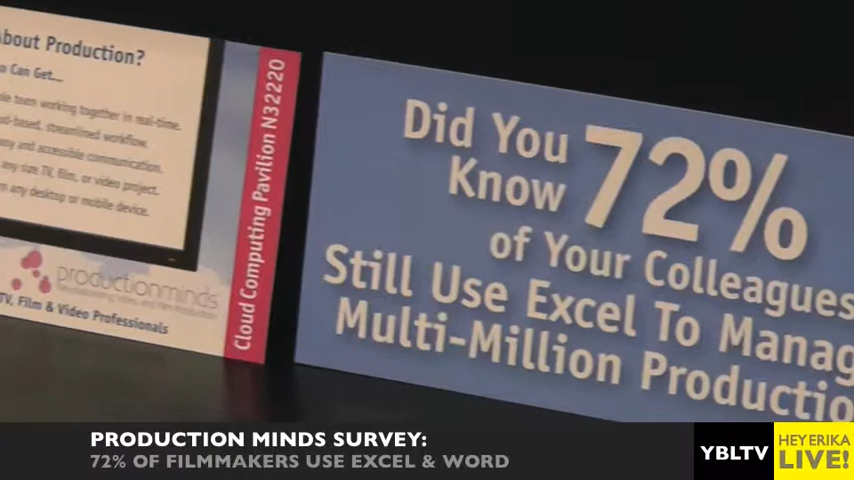 About Production?
Can Get...
team working together in real-time.
-based, streamlined workflow.
and accessible communication.
any size TV, film, or video project.
any desktop or mobile device.
productionminds
TV, Film & Video Professionals
Cloud Computing Pavilion N32220
Did You
Know
72%
of Your Colleagues
Still Use Excel To Manag
Multi-Million Productio
PRODUCTION MINDS SURVEY:
72% OF FILMMAKERS USE EXCEL & WORD
YBLTV
HEYERIKA
LIVE!